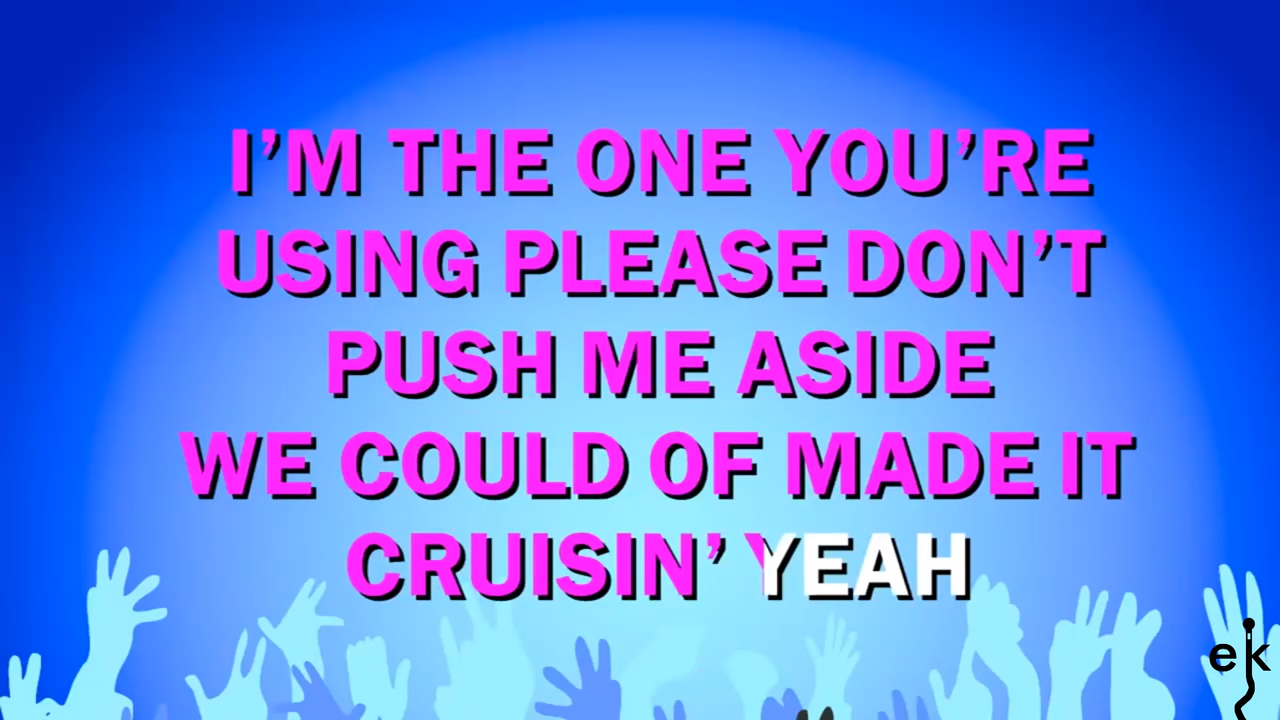 I’M THE ONE YOU’RE
USING PLEASE DON’T
PUSH ME ASIDE
WE COULD OF MADE IT
CRUISIN’ YEAH
ek